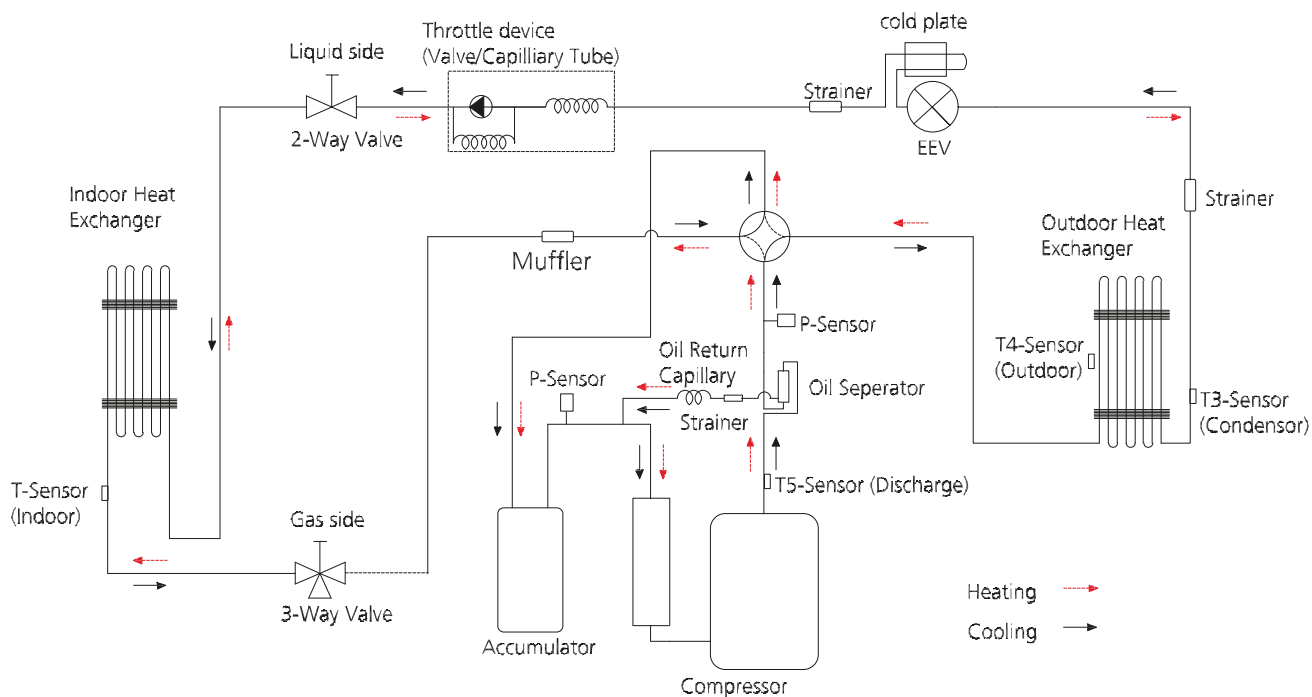 cold plate
Throttle device
(Valve/Capilliary Tube)
Liquid side
Strainer
2-Way Valve
EEV
Indoor Heat
Exchanger
Strainer
Outdoor Heat
Exchanger
Muffler
P-Sensor
T4-Sensor
(Outdoor)
Oil Return
Capillary
P-Sensor
Oil Seperator
Strainer
T3-Sensor
(Condensor)
T-Sensor
(Indoor)
T5-Sensor (Discharge)
Gas side
3-Way Valve
Heating
Cooling
Accumulator
Compressor